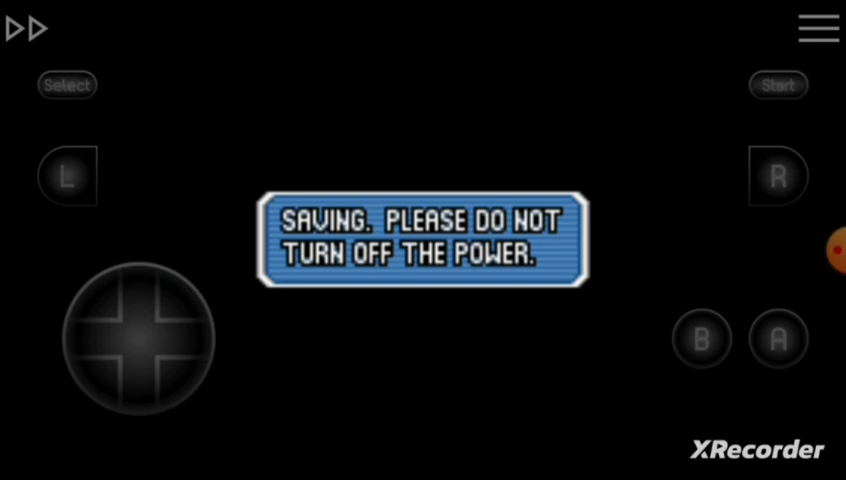 Select
Start
L
R
SAVING. PLEASE DO NOT
TURN OFF THE POWER.
B
A
XRecorder